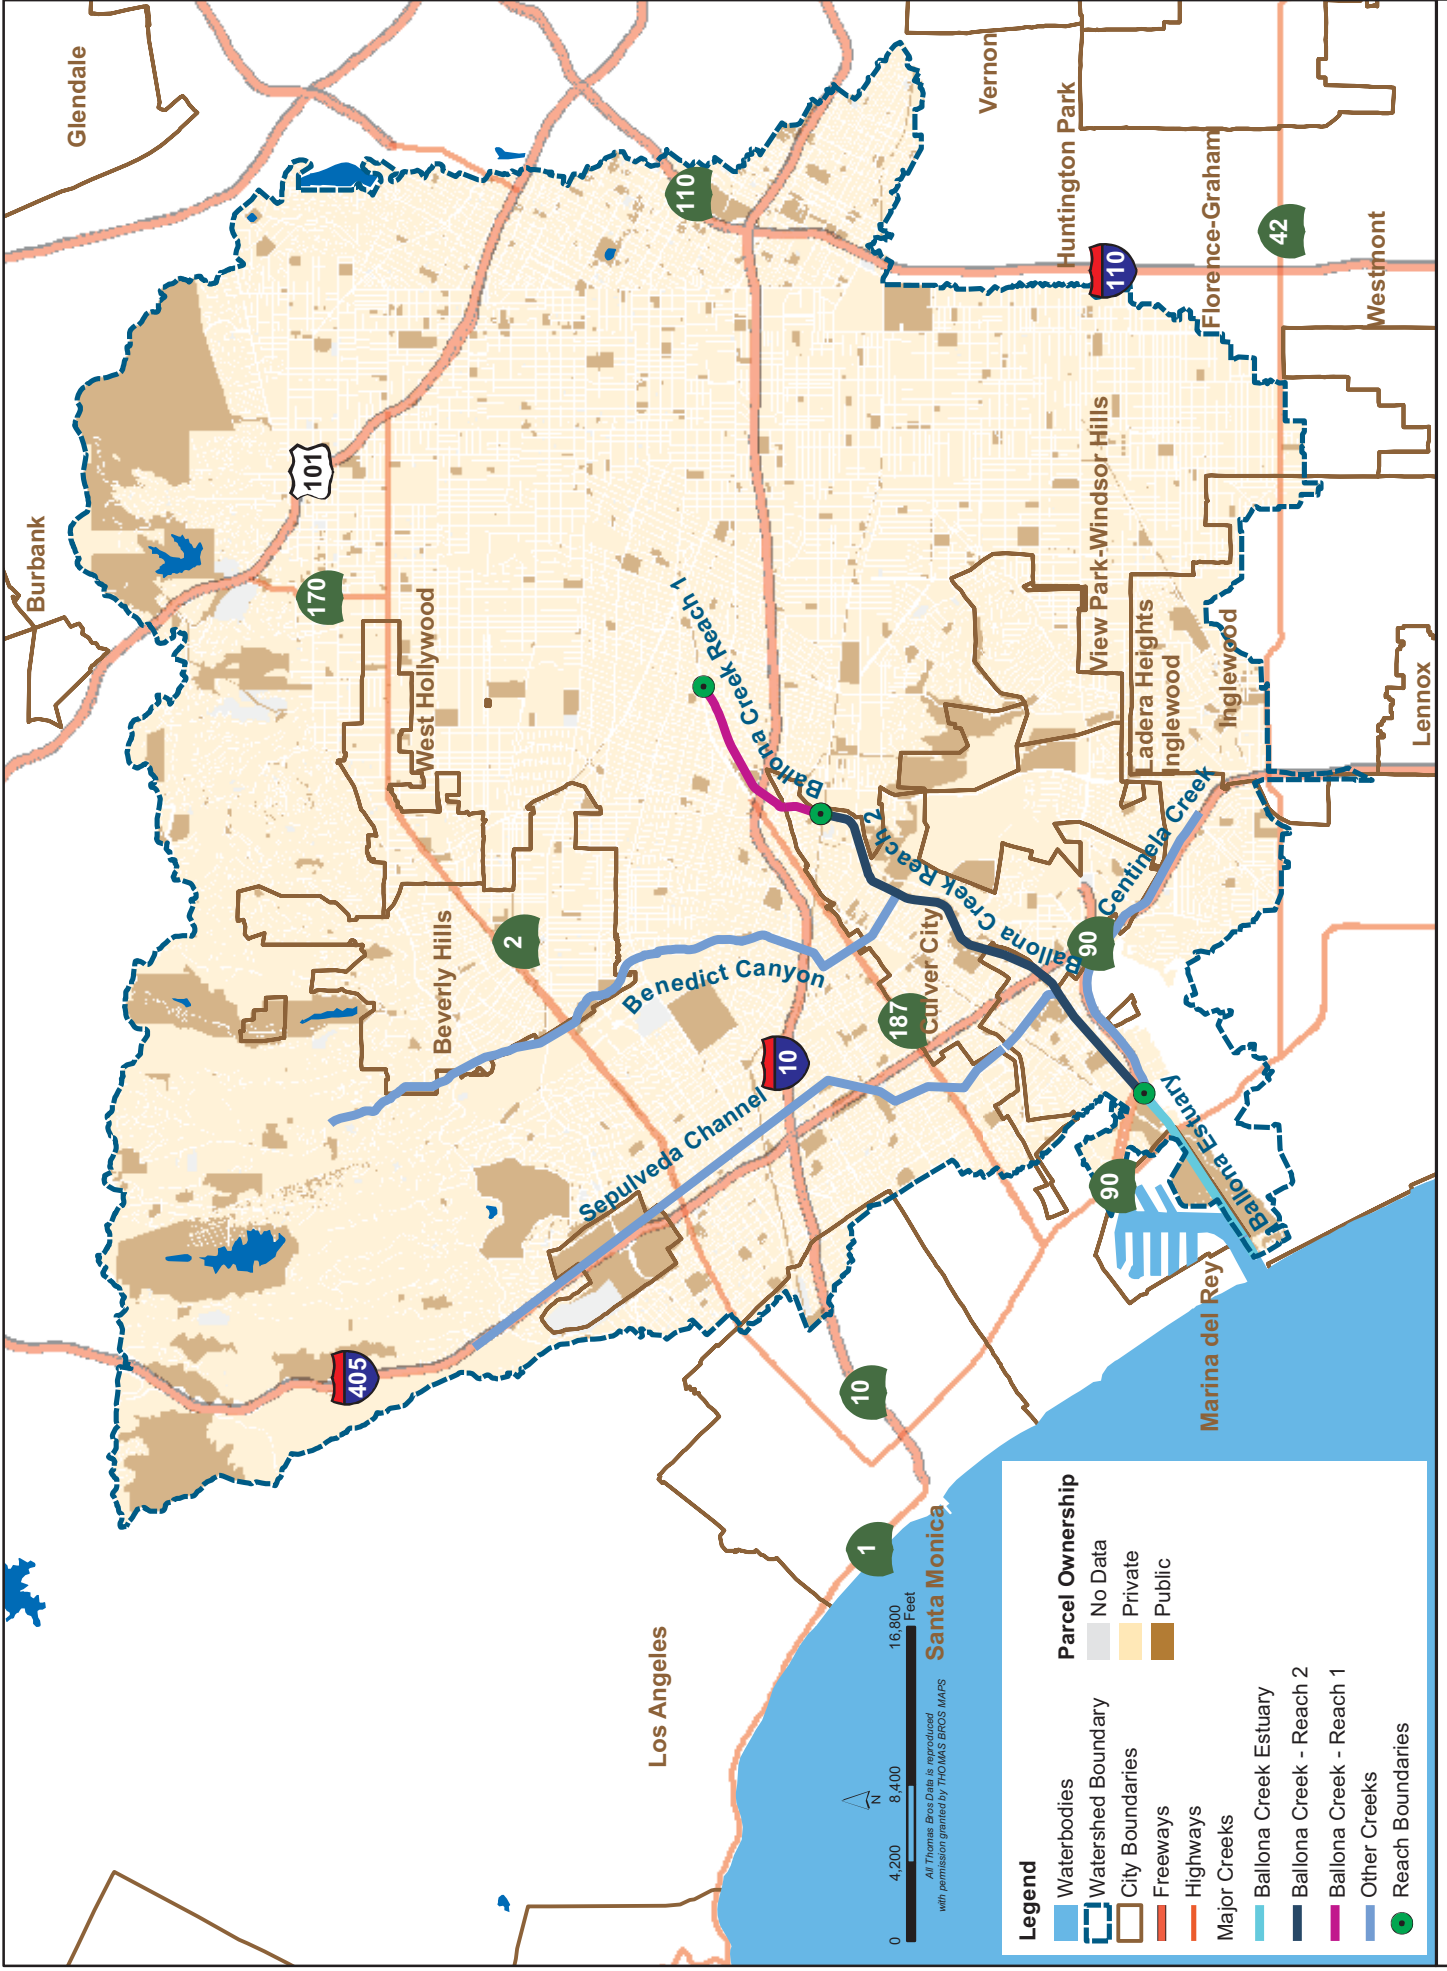 Glendale
Burbank
Vernon
Huntington Park
Florence-Graham
Westmont
View Park-Windsor Hills
Ladera Heights
Inglewood
Inglewood
Lennox
West Hollywood
Beverly Hills
Culver City
Marina del Rey
Santa Monica
Los Angeles
101
170
110
110
42
2
10
187
90
90
405
10
1
Ballona Creek Reach 1
Ballona Creek Reach 2
Benedict Canyon
Centinela Creek
Sepulveda Channel
Ballona Estuary
N
0
4,200
8,400
16,800
Feet
All Thomas Bros Data is reproduced
with permission granted by THOMAS BROS MAPS
Legend
Waterbodies
Watershed Boundary
City Boundaries
Freeways
Highways
Major Creeks
Ballona Creek Estuary
Ballona Creek - Reach 2
Ballona Creek - Reach 1
Other Creeks
Reach Boundaries
Parcel Ownership
No Data
Private
Public